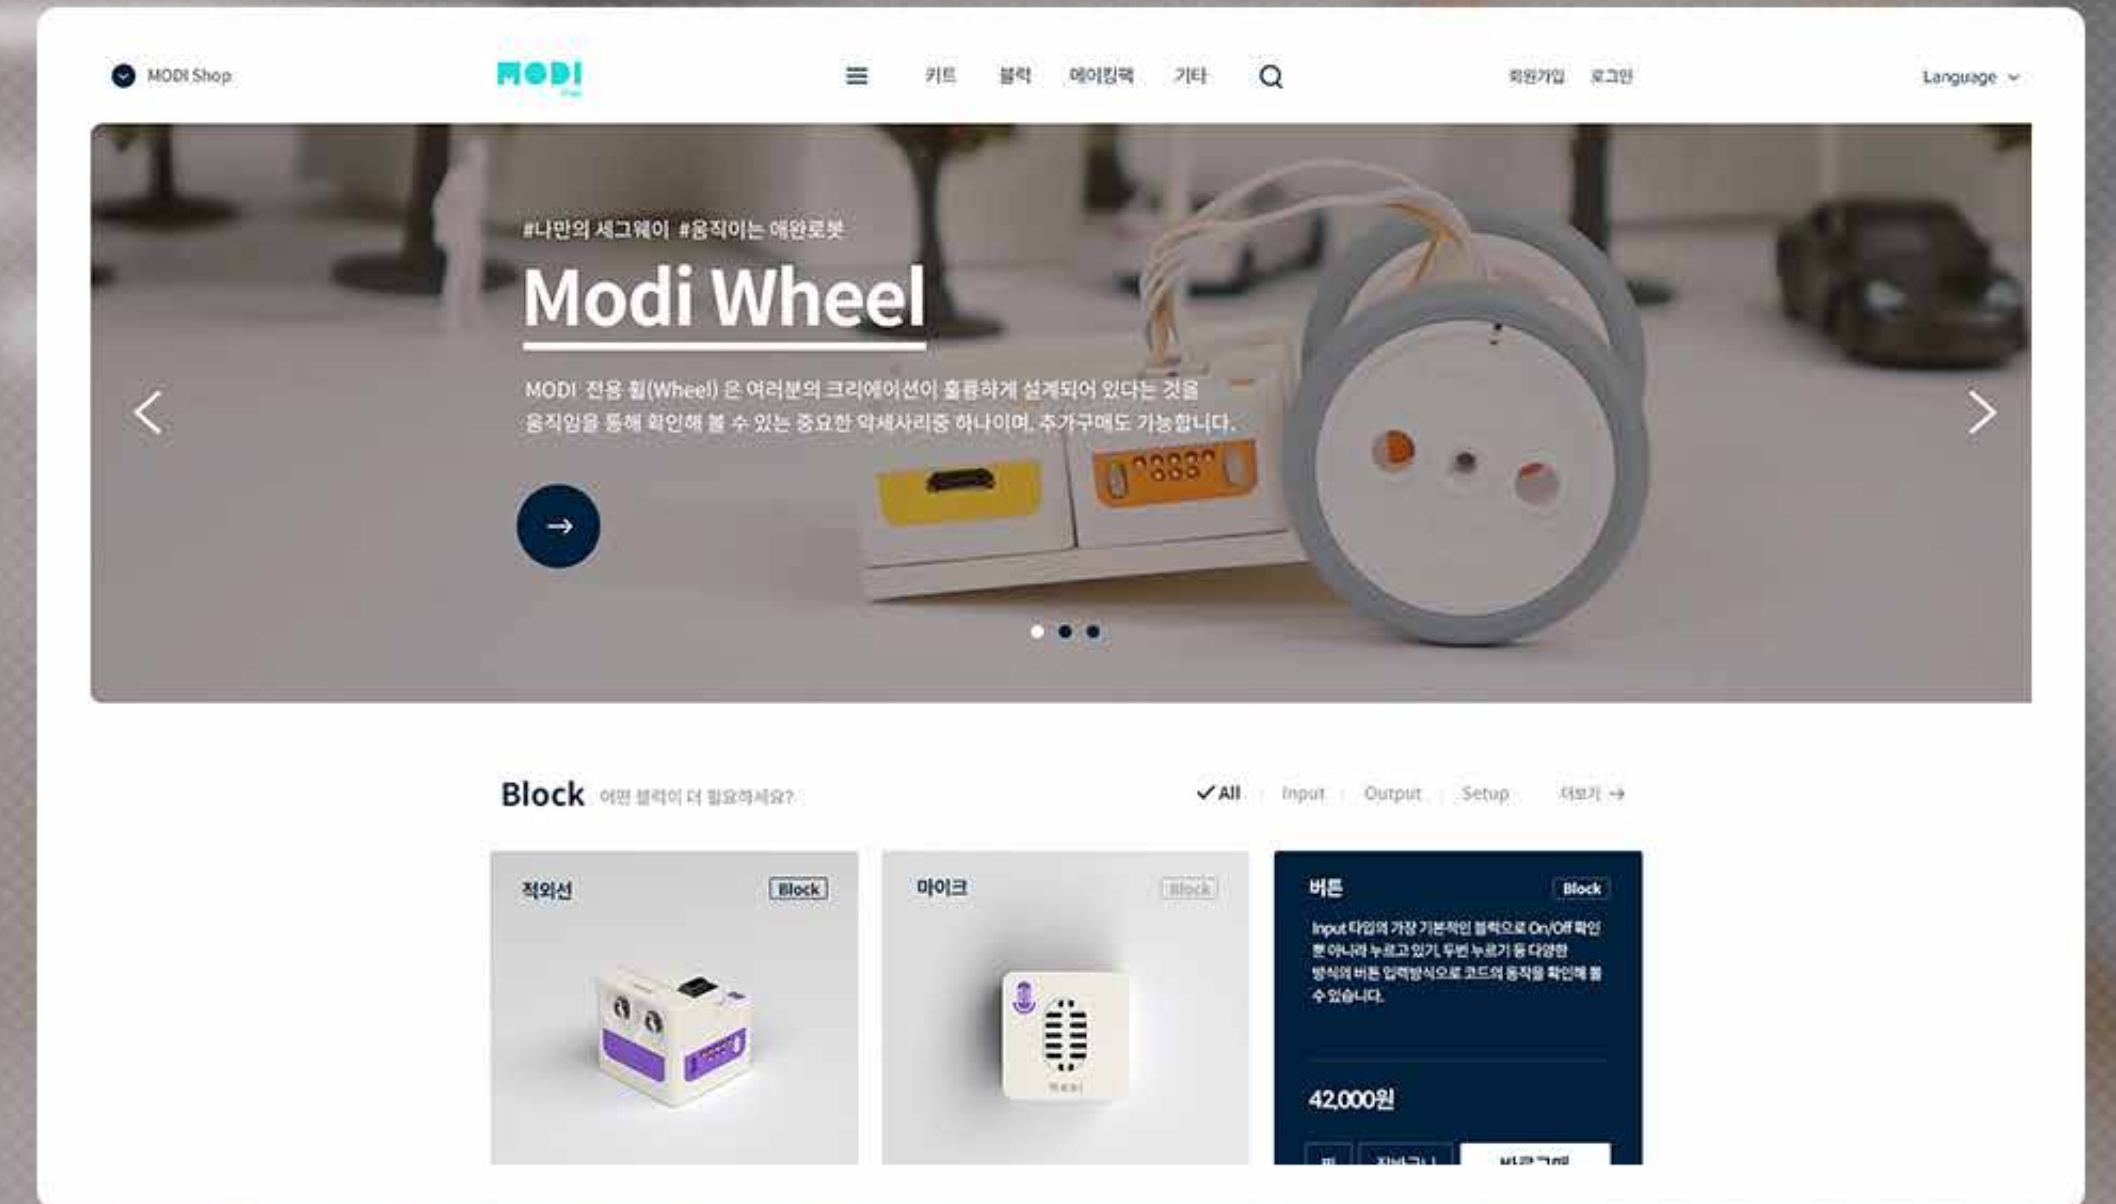 MODI Shop
MODI
키트
블럭
메이킹팩
기타
회원가입
로그인
Language
#나만의 세그웨이 #움직이는 애완로봇
Modi Wheel
MODI 전용 휠(Wheel) 은 여러분의 크리에이션이 훌륭하게 설계되어 있다는 것을
움직임을 통해 확인해 볼 수 있는 중요한 악세사리중 하나이며, 추가구매도 가능합니다.
Block 어떤 블럭이 더 필요하세요?
All
Input
Output
Setup
더보기
적외선
Block
마이크
Block
버튼
Block
Input 타입의 가장 기본적인 블럭으로 On/Off 확인
뿐 아니라 누르고 있기, 두번 누르기 등 다양한
방식의 버튼 입력방식으로 코드의 동작을 확인해 볼
수 있습니다.
42,000원